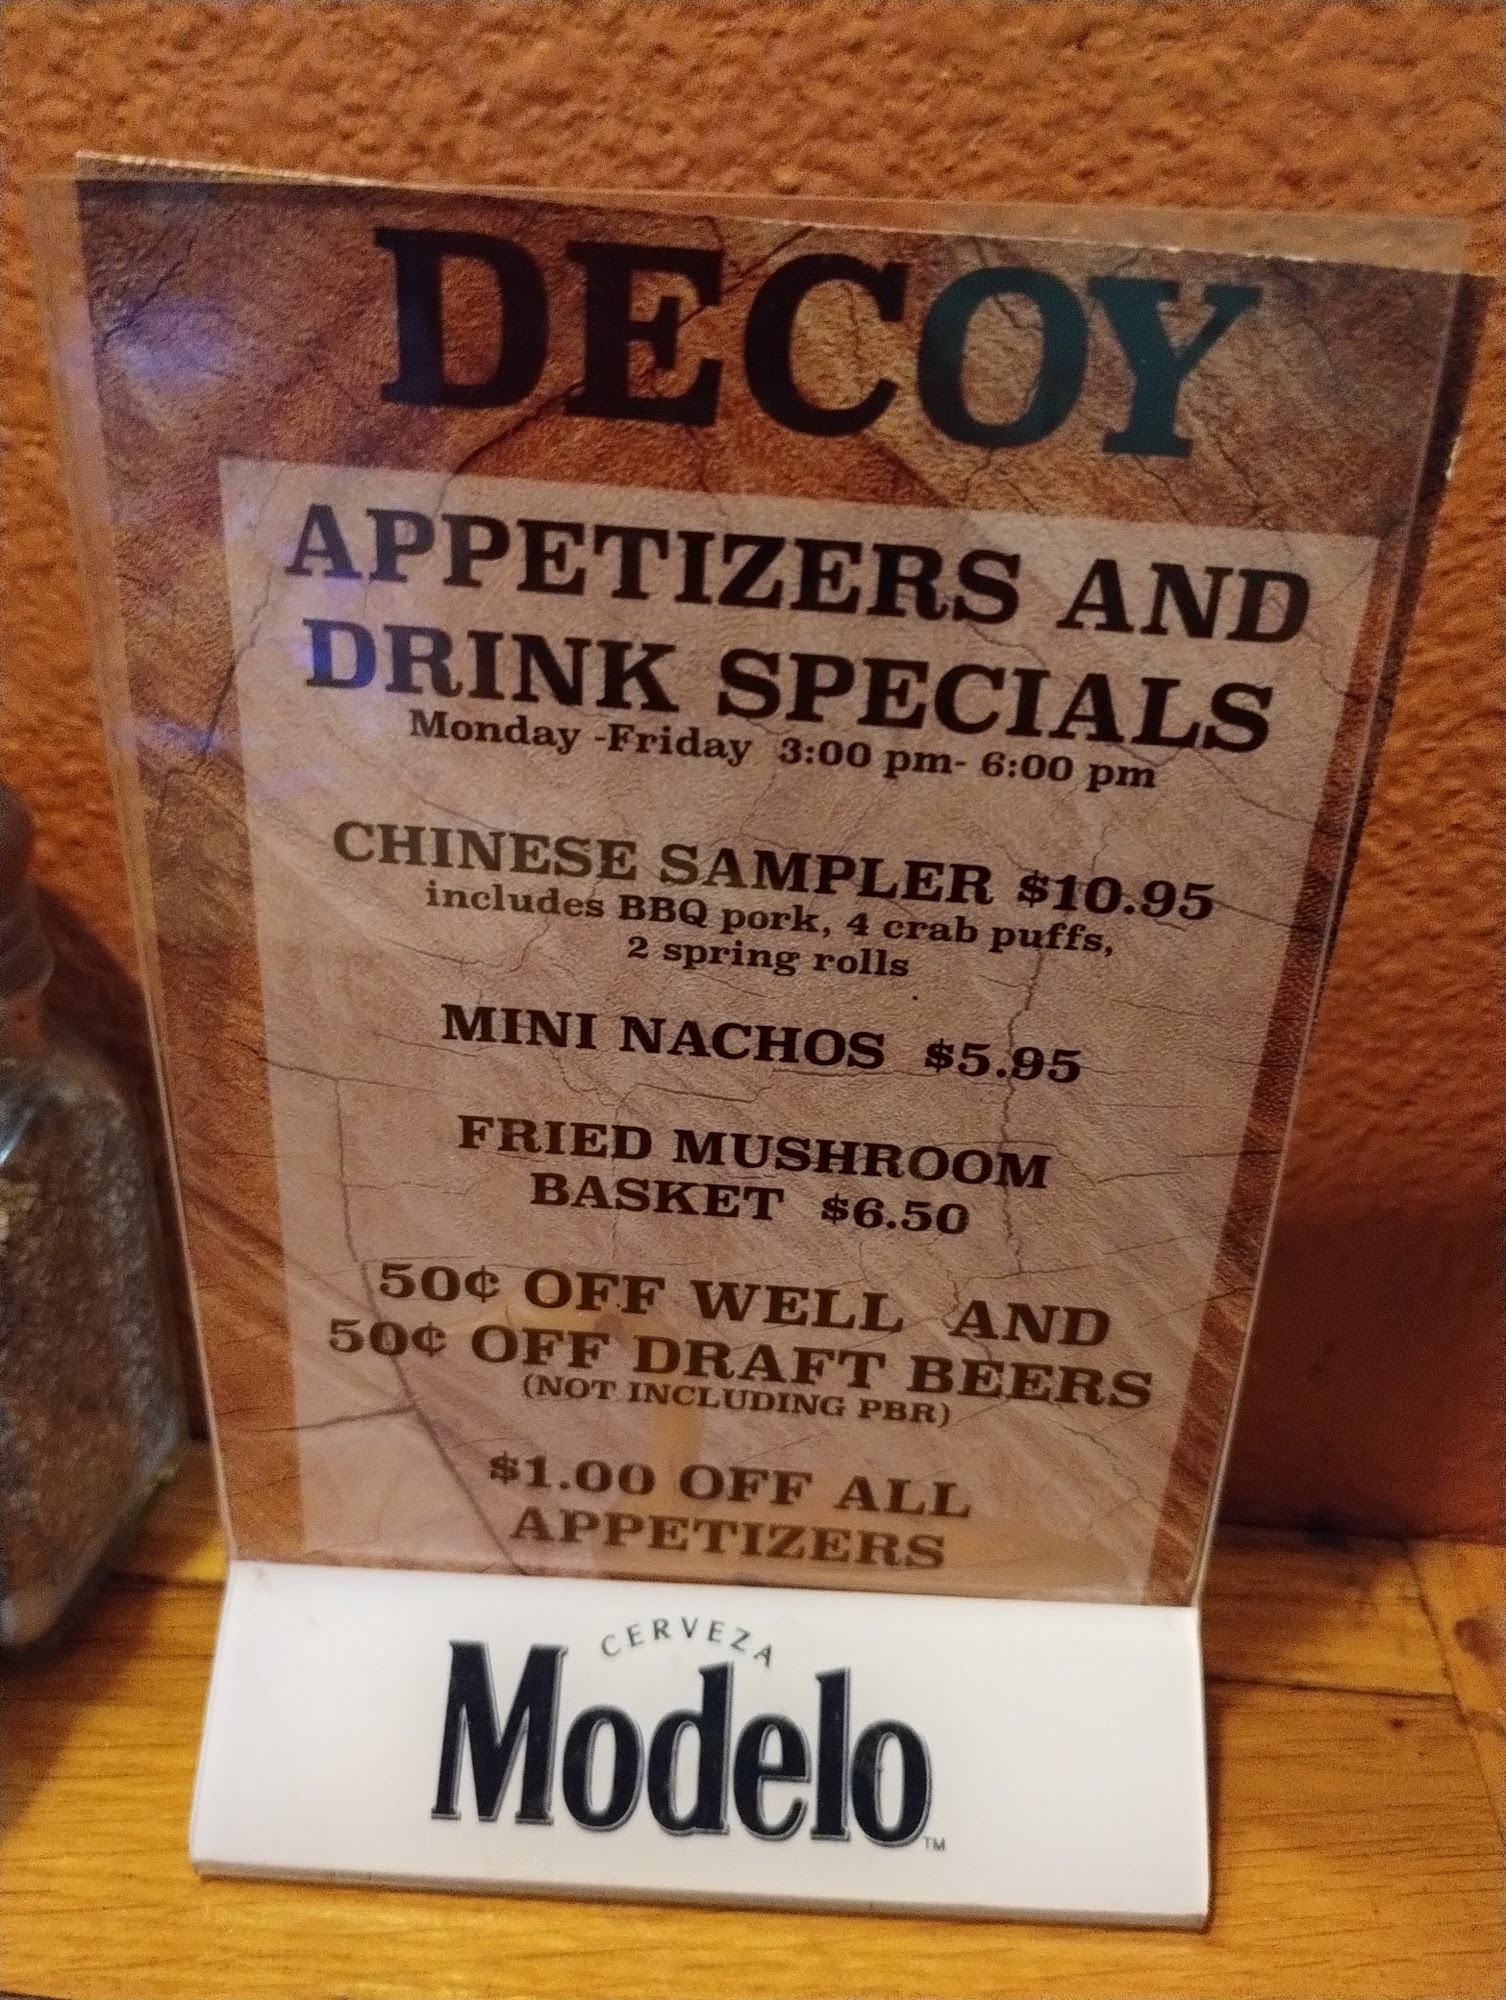 DECOY
APPETIZERS AND
DRINK SPECIALS
Monday -Friday 3:00 pm- 6:00 pm
CHINESE SAMPLER $10.95
includes BBQ pork, 4 crab puffs,
2 spring rolls
MINI NACHOS $5.95
FRIED MUSHROOM
BASKET $6.50
50¢ OFF WELL AND
50¢ OFF DRAFT BEERS
(NOT INCLUDING PBR)
$1.00 OFF ALL
APPETIZERS
CERVEZA
Modelo™